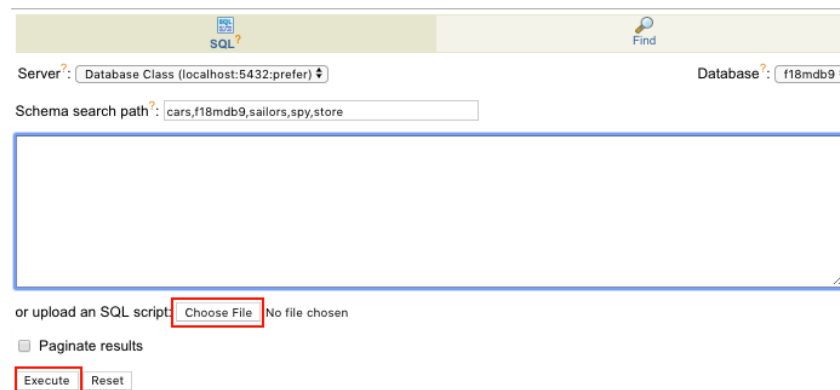 SQL?
Find
Server?: Database Class (localhost:5432:prefer) Database?: f18mdb9
Schema search path?: cars,f18mdb9,sailors,spy,store
or upload an SQL script: Choose File No file chosen
Paginate results
Execute Reset